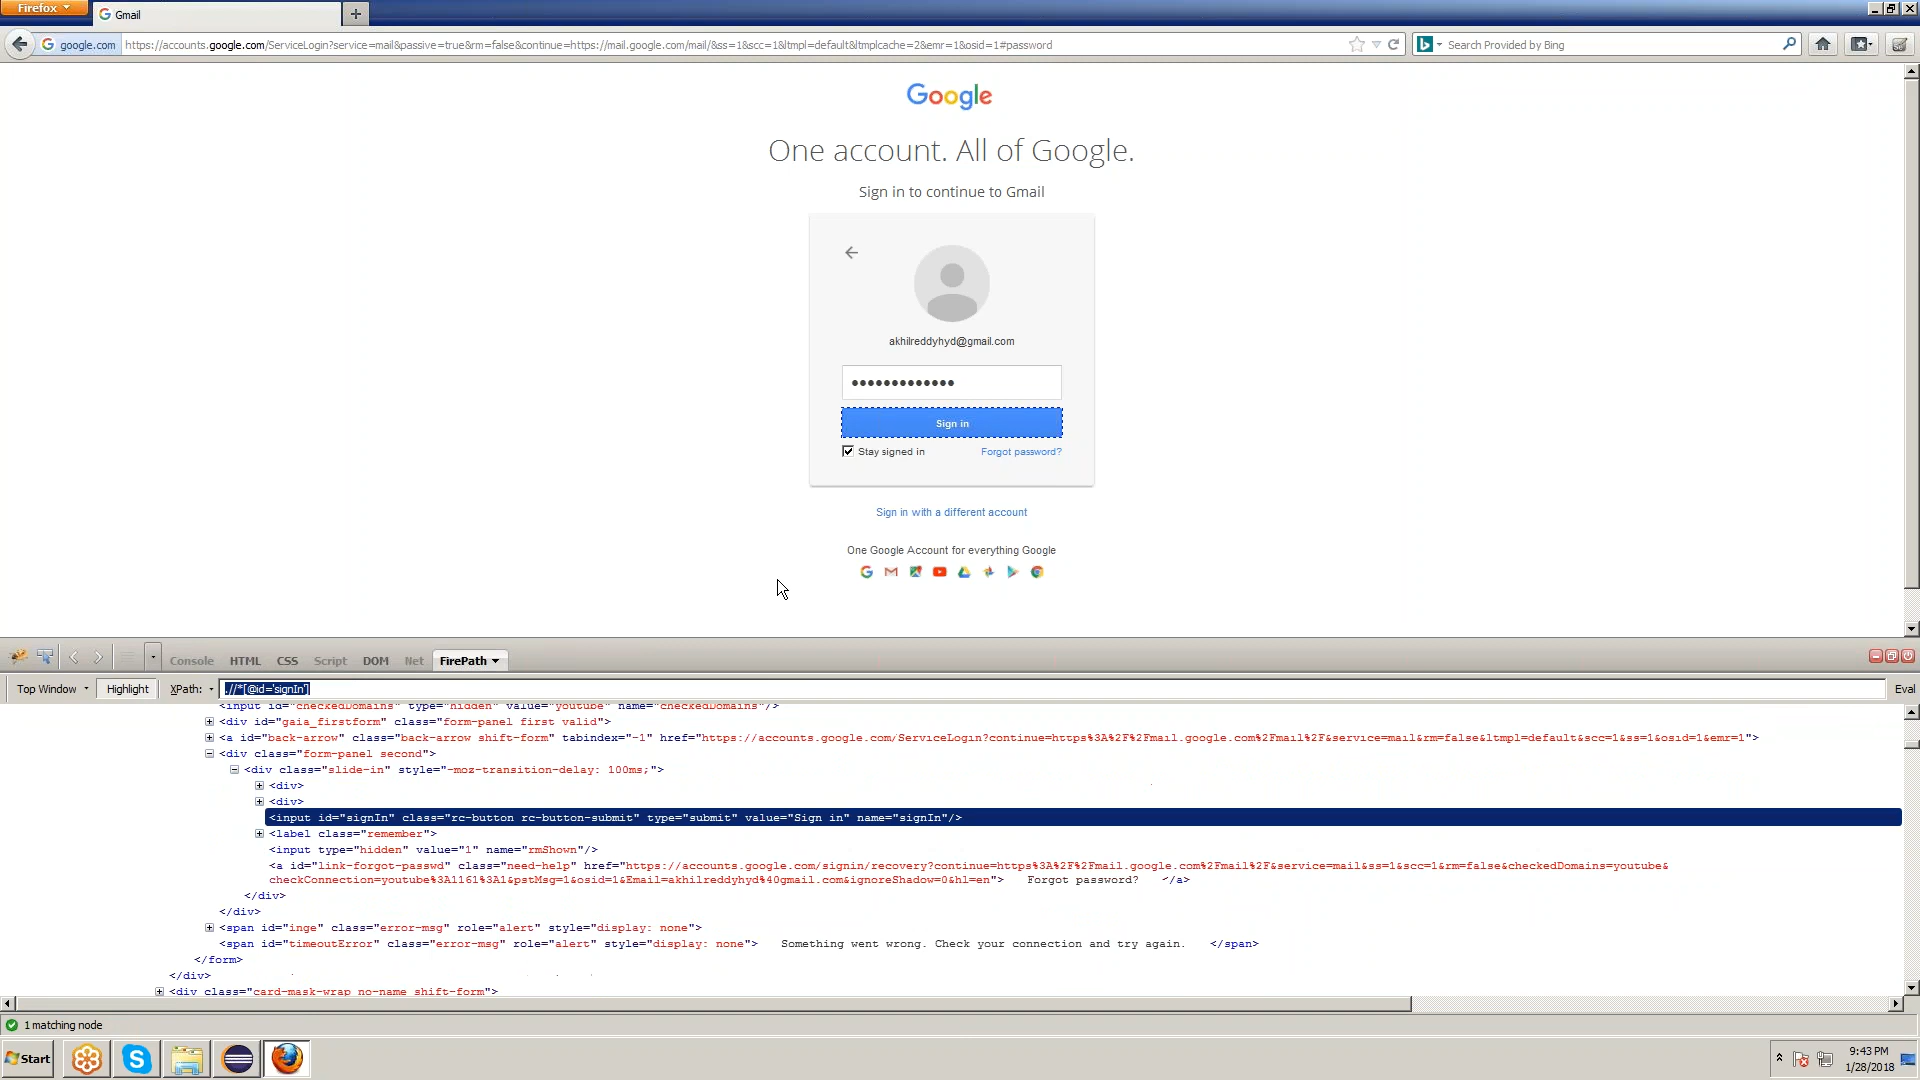 Firefox
Gmail
google.com https://accounts.google.com/ServiceLogin?service=mail&passive=true&rm=false&continue=https://mail.google.com/mail/&ss=1&scc=1&ltmpl=default&ltmplcache=2&emr=1&osid=1#password
Search Provided by Bing
Google
One account. All of Google.
Sign in to continue to Gmail
akhilreddyhyd@gmail.com
Sign in
Stay signed in Forgot password?
Sign in with a different account
One Google Account for everything Google
Console HTML CSS Script DOM Net FirePath
Top Window Highlight XPath: .//*[@id='signIn'] Eval
<input id="checkedDomains" type="hidden" value="youtube" name="checkedDomains"/>
<div id="gaia_firstform" class="form-panel first valid">
<a id="back-arrow" class="back-arrow shift-form" tabindex="-1" href="https://accounts.google.com/ServiceLogin?continue=https%3A%2F%2Fmail.google.com%2Fmail%2F&service=mail&rm=false&ltmpl=default&scc=1&ss=1&osid=1&emr=1">
<div class="form-panel second">
<div class="slide-in" style="-moz-transition-delay: 100ms;">
<div>
<div>
<input id="signIn" class="rc-button rc-button-submit" type="submit" value="Sign in" name="signIn"/>
<label class="remember">
<input type="hidden" value="1" name="rmShown"/>
<a id="link-forgot-passwd" class="need-help" href="https://accounts.google.com/signin/recovery?continue=https%3A%2F%2Fmail.google.com%2Fmail%2F&service=mail&ss=1&scc=1&rm=false&checkedDomains=youtube&
checkConnection=youtube%3A1161%3A1&pstMsg=1&osid=1&Email=akhilreddyhyd%40gmail.com&ignoreShadow=0&hl=en"> Forgot password? </a>
</div>
</div>
<span id="inge" class="error-msg" role="alert" style="display: none">
<span id="timeoutError" class="error-msg" role="alert" style="display: none"> Something went wrong. Check your connection and try again. </span>
</form>
</div>
<div class="card-mask-wrap no-name shift-form">
1 matching node
Start
9:43 PM
1/28/2018